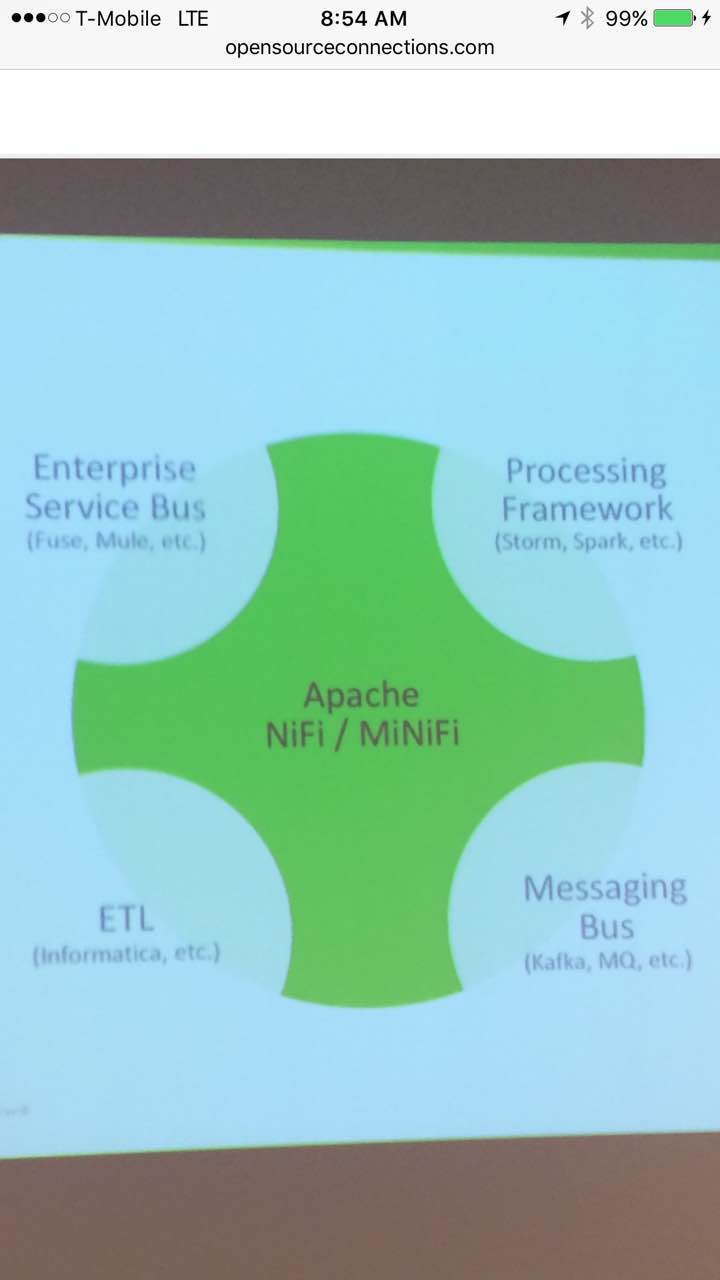 T-Mobile LTE 8:54 AM 99%
opensourceconnections.com
Enterprise
Service Bus
(Fuse, Mule, etc.)
Processing
Framework
(Storm, Spark, etc.)
Apache
NiFi / MiNiFi
ETL
(Informatica, etc.)
Messaging
Bus
(Kafka, MQ, etc.)